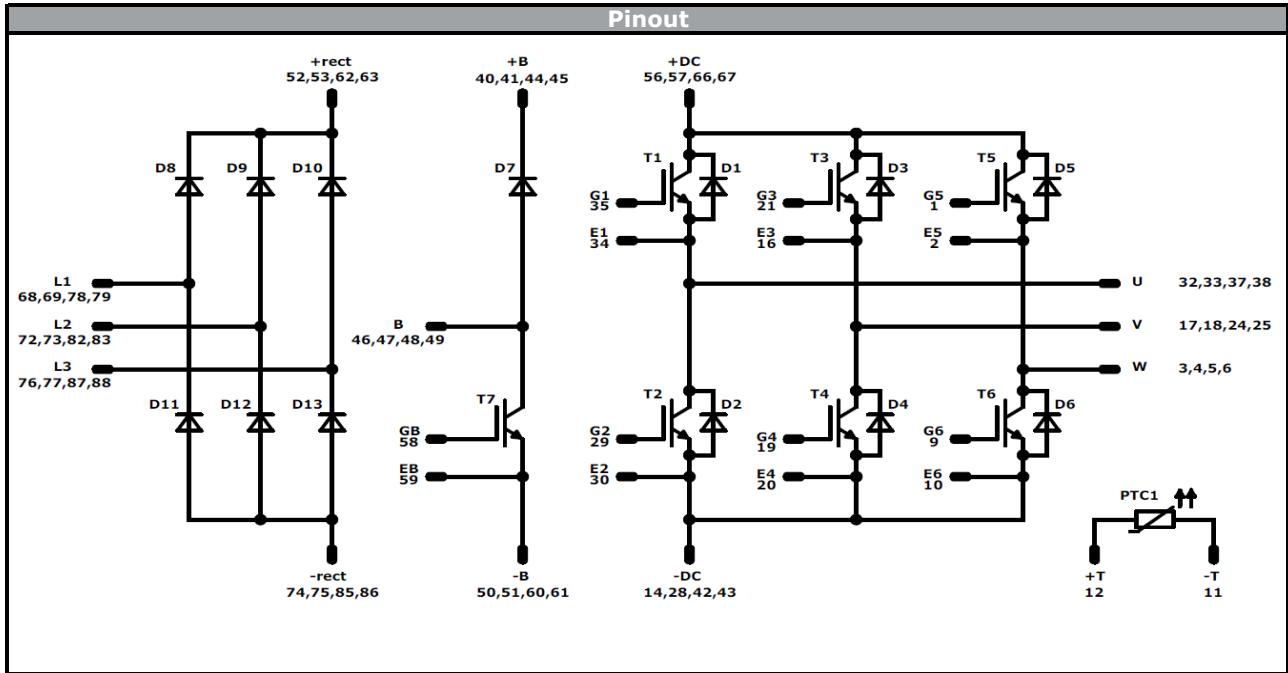 Pinout
+rect
52,53,62,63
+B
40,41,44,45
+DC
56,57,66,67
D8
D9
D10
D7
T1
D1
T3
D3
T5
D5
G1
35
G3
21
G5
1
E1
34
E3
16
E5
2
L1
68,69,78,79
U
32,33,37,38
L2
72,73,82,83
B
46,47,48,49
V
17,18,24,25
L3
76,77,87,88
W
3,4,5,6
D11
D12
D13
T7
T2
D2
T4
D4
T6
D6
GB
58
G2
29
G4
19
G6
9
EB
59
E2
30
E4
20
E6
10
PTC1
-rect
74,75,85,86
-B
50,51,60,61
-DC
14,28,42,43
+T
12
-T
11